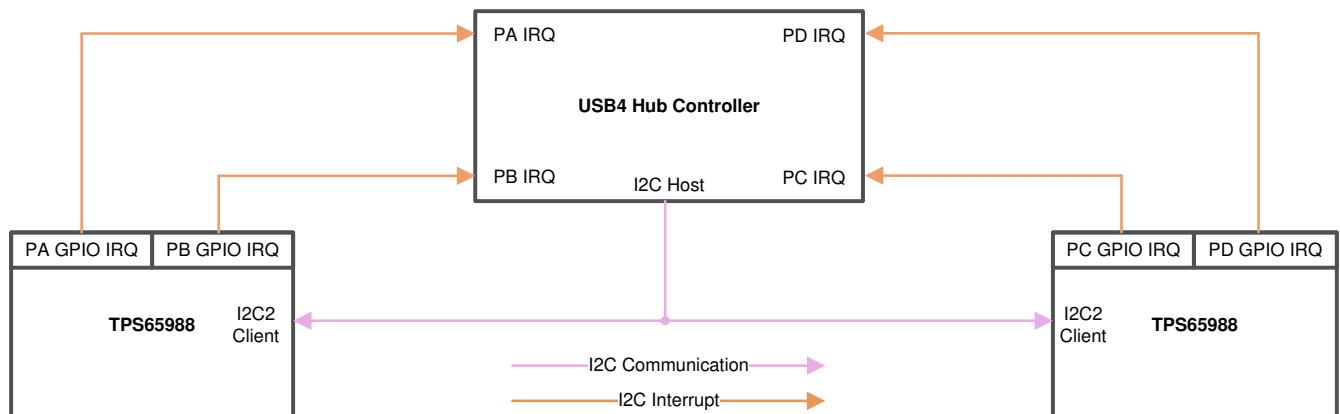 PA IRQ
PD IRQ
USB4 Hub Controller
PB IRQ
I2C Host
PC IRQ
PA GPIO IRQ
PB GPIO IRQ
PC GPIO IRQ
PD GPIO IRQ
TPS65988
I2C2
Client
I2C2
Client
TPS65988
I2C Communication
I2C Interrupt